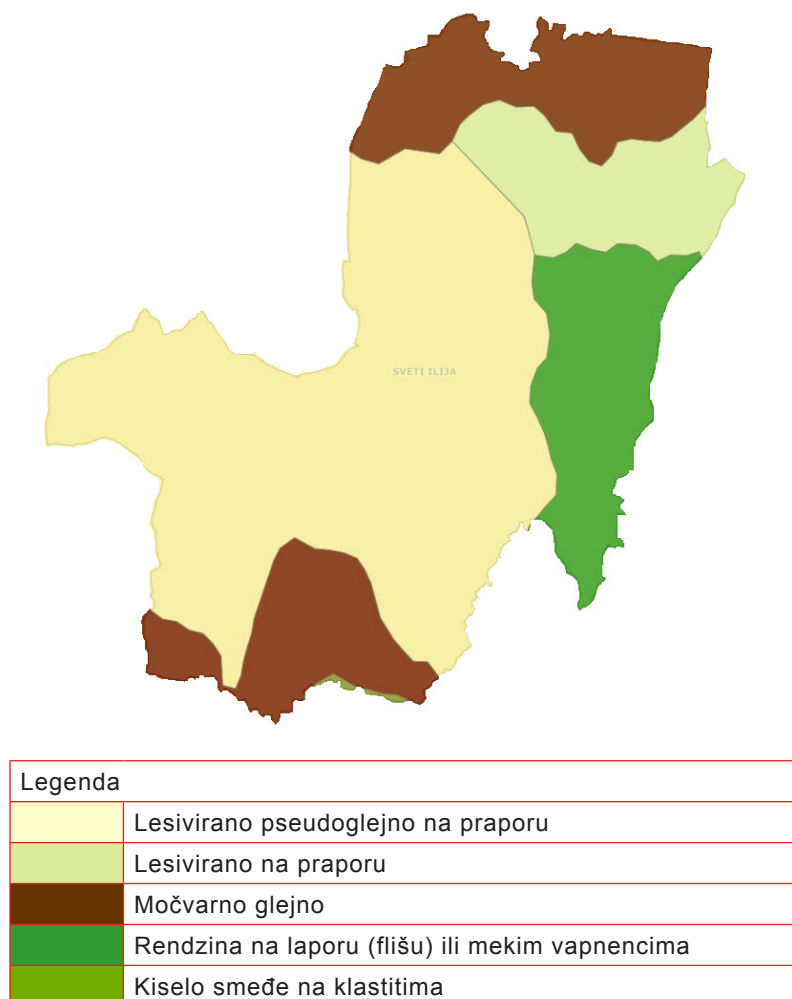 SVETI ILIJA
Legenda
Lesivirano pseudoglejno na praporu
Lesivirano na praporu
Močvarno glejno
Rendzina na laporu (flišu) ili mekim vapnencima
Kiselo smeđe na klastitima